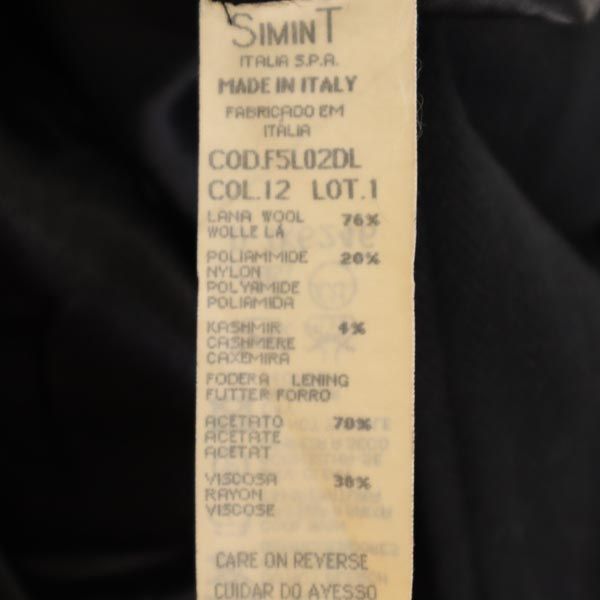 SIMINT
ITALIA S.P.A.
MADE IN ITALY
FABRICADO EM
ITÁLIA
COD.F5L02DL
COL.12 LOT.1
LANA WOOL 76%
WOLLE LÁ
POLIAMMIDE 20%
NYLON
POLYAMIDE
POLIAMIDA
KASHMIR 4%
CASHMERE
CAXEMIRA
FODERA LENING
FUTTER FORRO
ACETATO 70%
ACETATE
ACETAT
VISCOSA 30%
RAYON
VISCOSE
CARE ON REVERSE
CUIDAR DO AVESSO